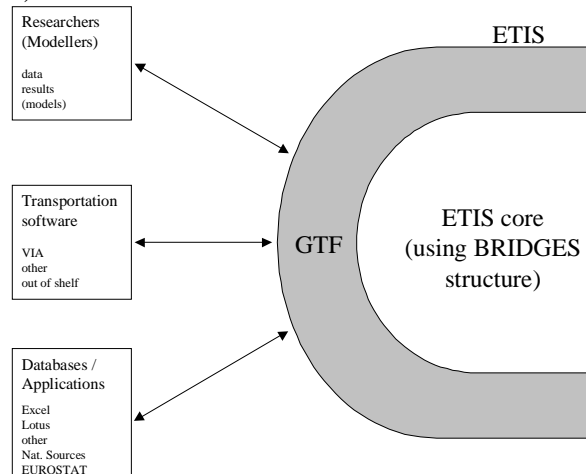 Researchers
(Modellers)
data
results
(models)
Transportation
software
VIA
other
out of shelf
Databases /
Applications
Excel
Lotus
other
Nat. Sources
EUROSTAT
ETIS
GTF
ETIS core
(using BRIDGES
structure)